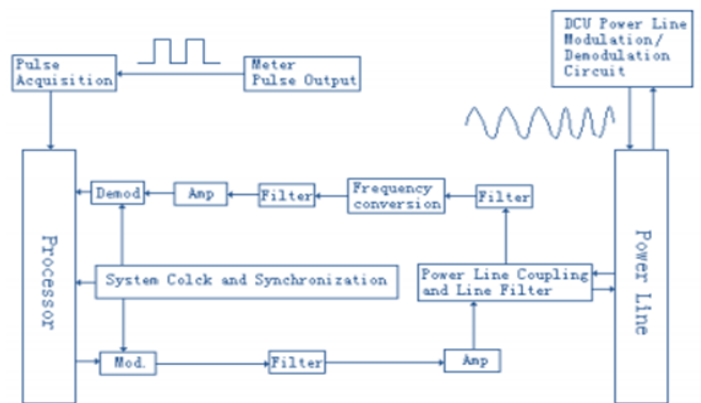 DCU Power Line
Modulation/
Demodulation
Circuit
Pulse
Acquisition
Meter
Pulse Output
Demod
Amp
Filter
Frequency
conversion
Filter
Processor
System Colck and Synchronization
Power Line Coupling
and Line Filter
Power Line
Mod.
Filter
Amp